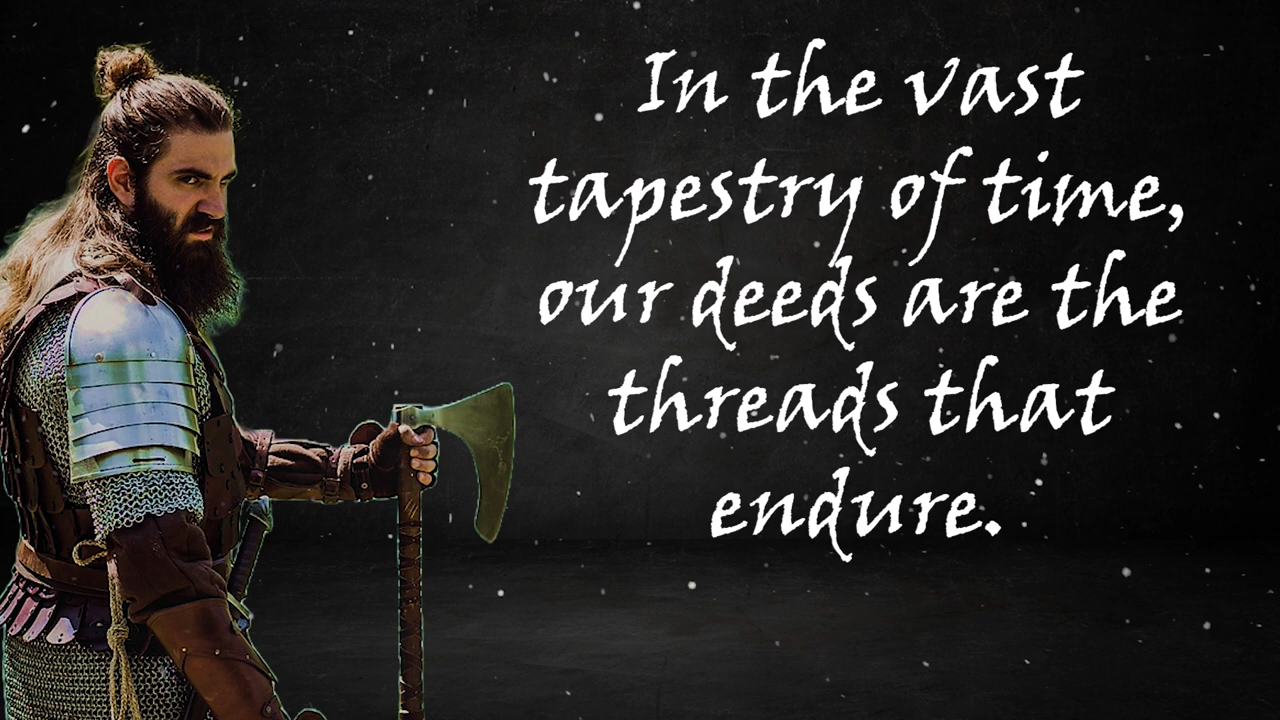 In the vast
tapestry of time,
our deeds are the
threads that
endure.